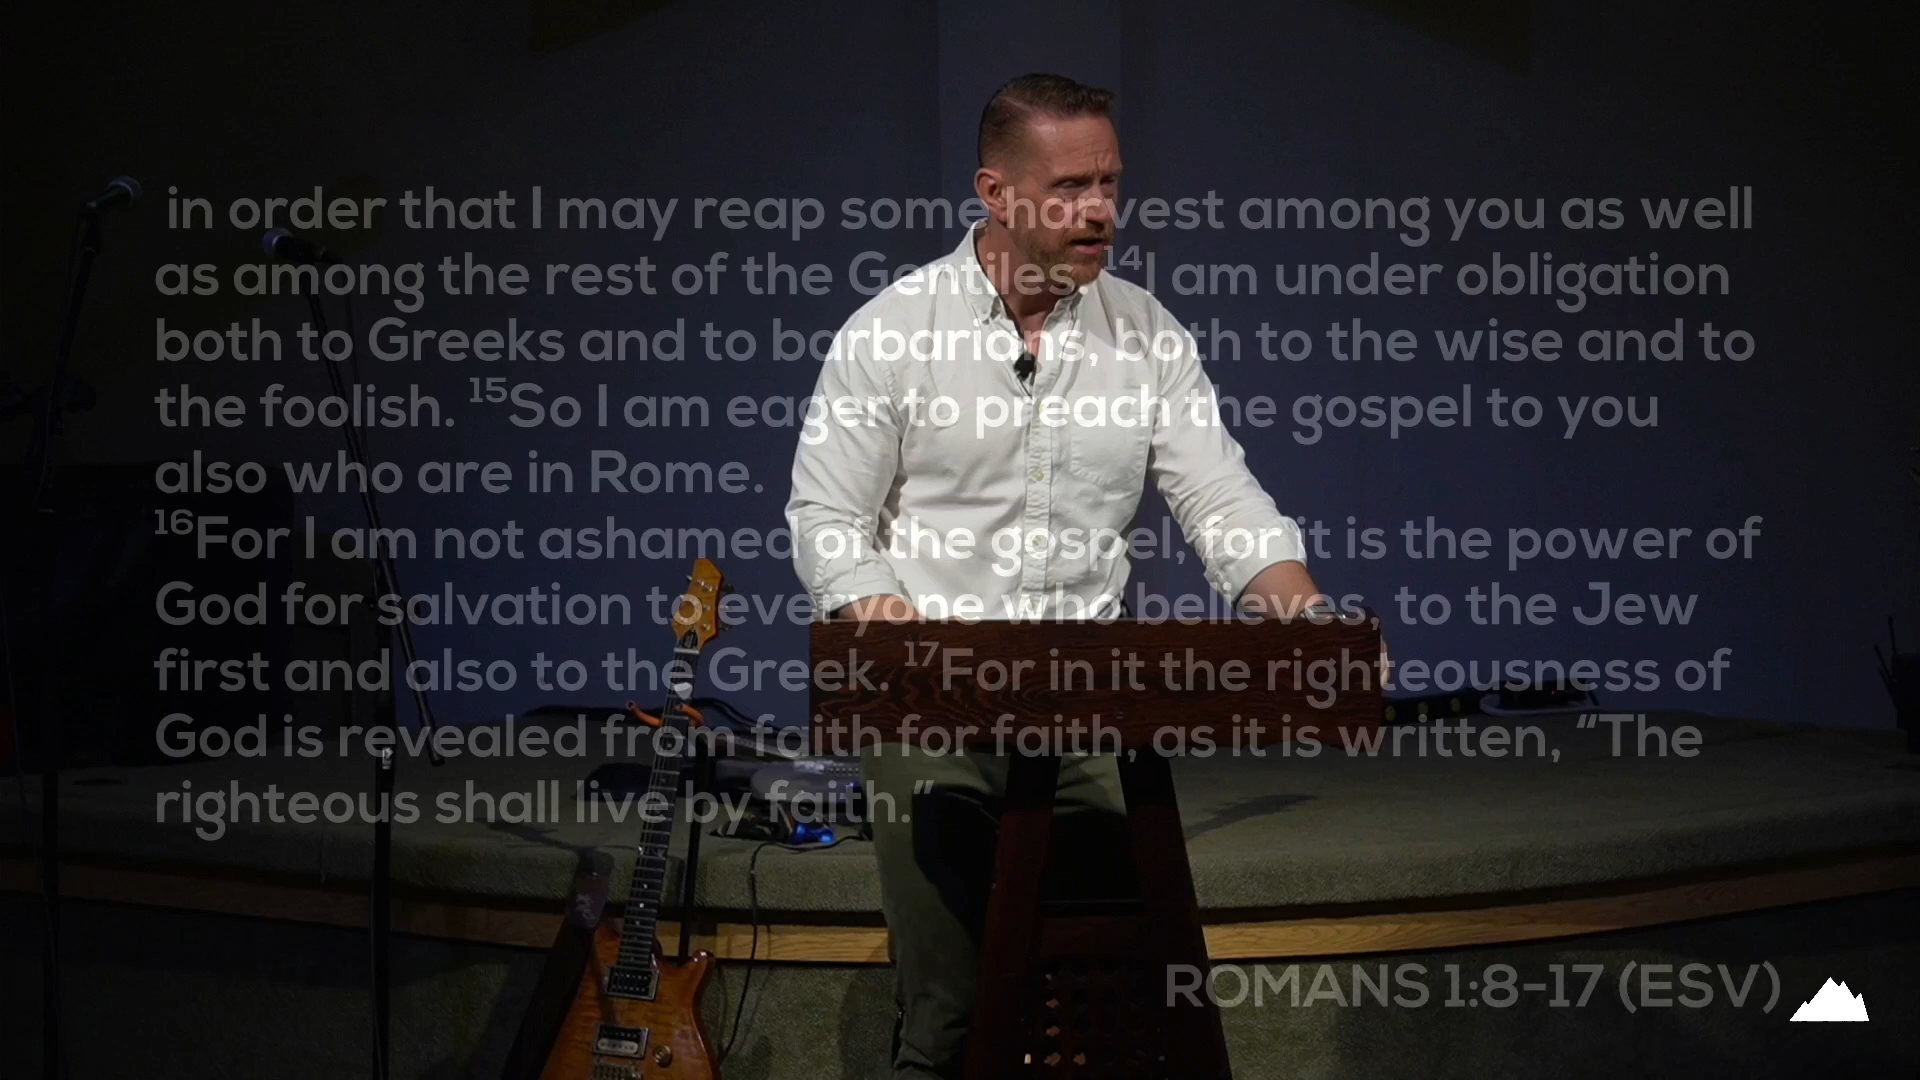 in order that I may reap some harvest among you as well
as among the rest of the Gentiles. 14I am under obligation
both to Greeks and to barbarians, both to the wise and to
the foolish. 15So I am eager to preach the gospel to you
also who are in Rome.
16For I am not ashamed of the gospel, for it is the power of
God for salvation to everyone who believes, to the Jew
first and also to the Greek. 17For in it the righteousness of
God is revealed from faith for faith, as it is written, “The
righteous shall live by faith.”
ROMANS 1:8-17 (ESV)